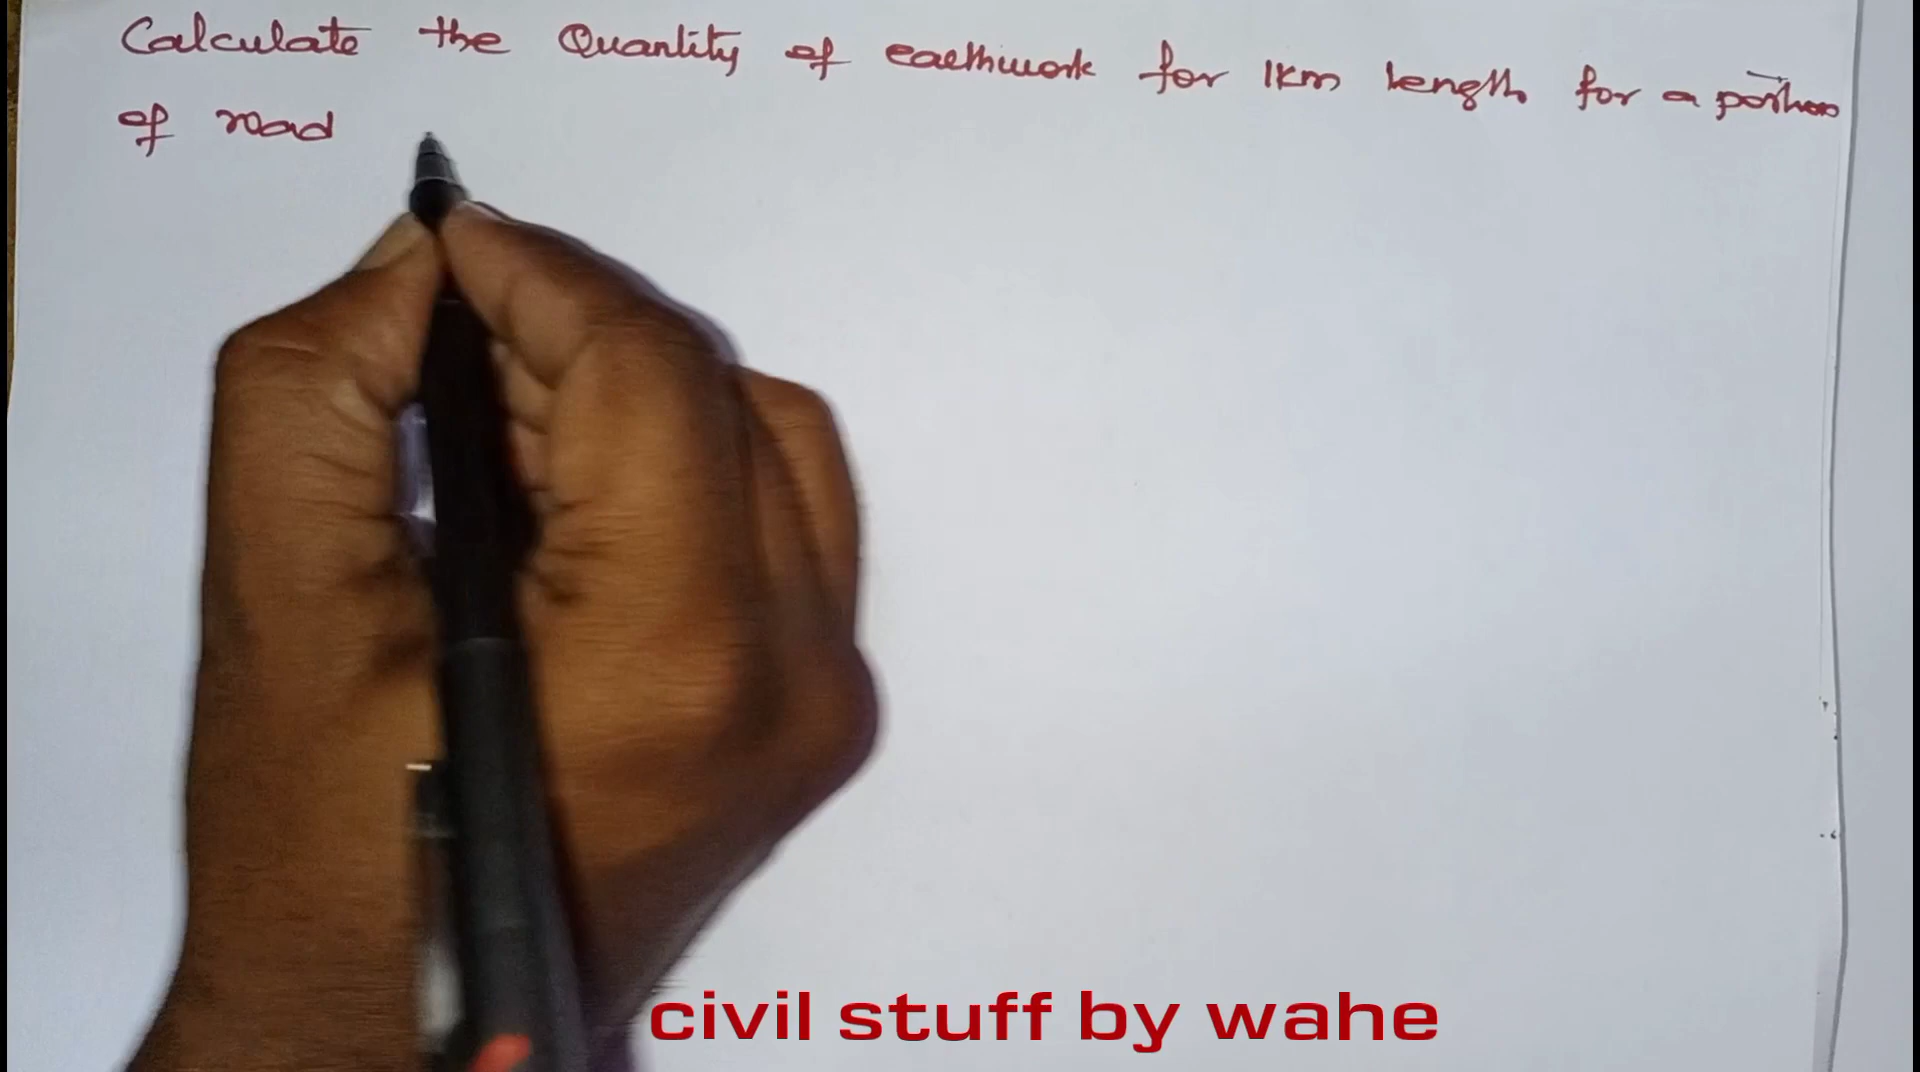 Calculate the Quantity of earthwork for 1km length for a portion
of road
civil stuff by wahe